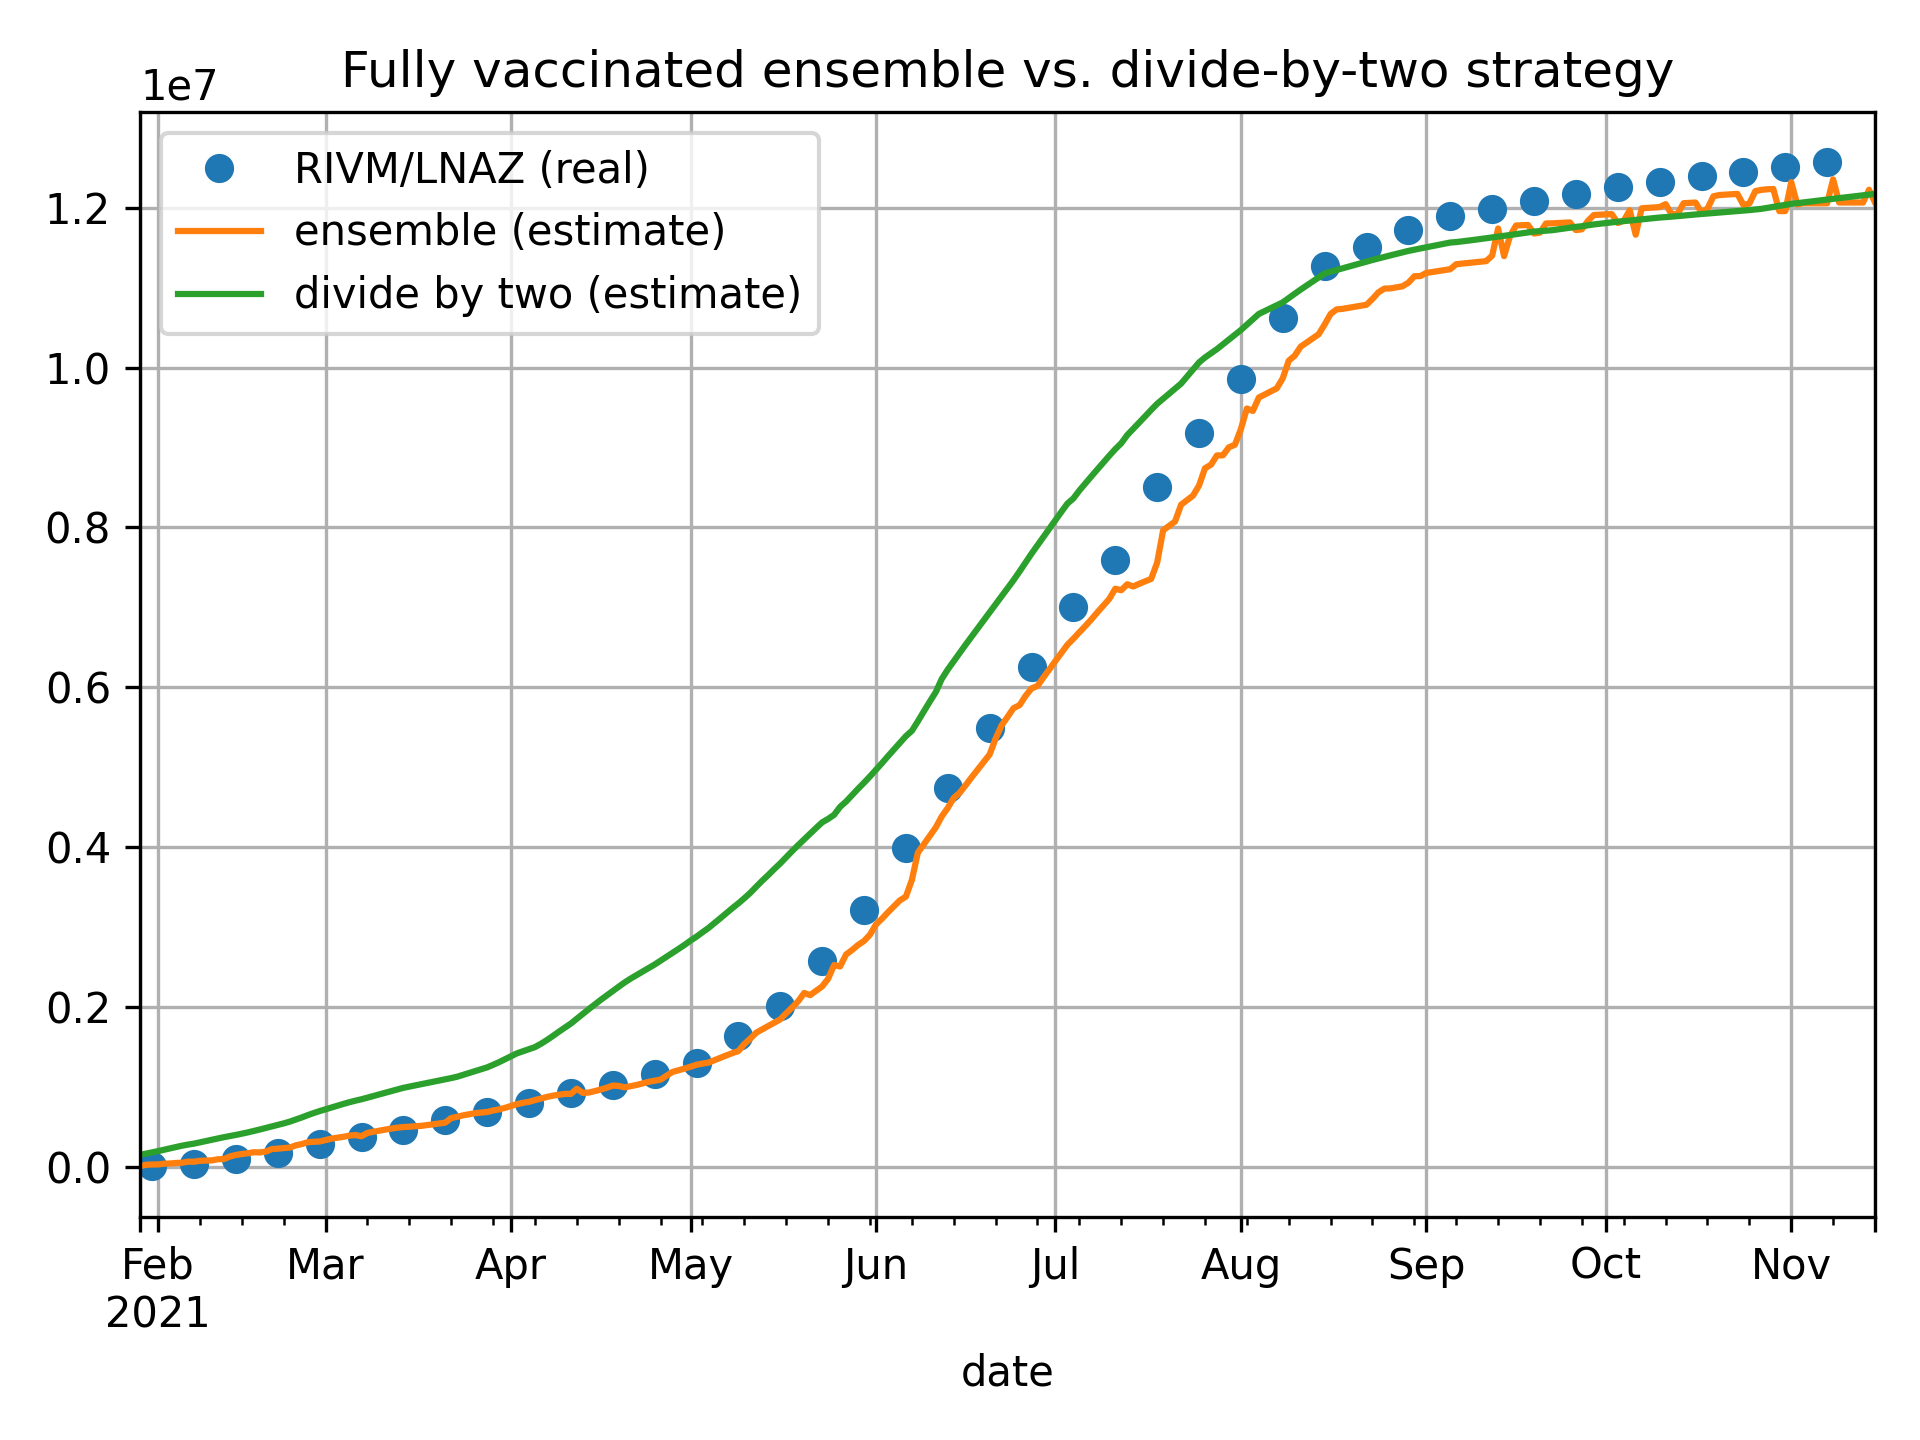 Fully vaccinated ensemble vs. divide-by-two strategy
1e7
RIVM/LNAZ (real)
ensemble (estimate)
divide by two (estimate)
1.2
1.0
0.8
0.6
0.4
0.2
0.0
Feb Mar Apr May Jun Jul Aug Sep Oct Nov
2021
date